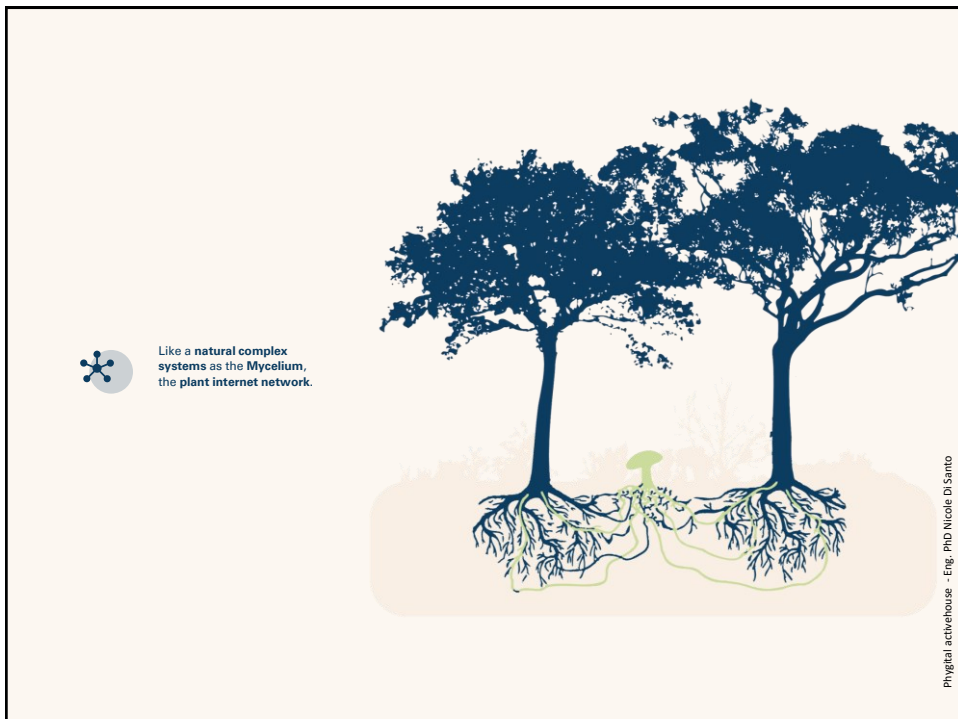 Like a natural complex
systems as the Mycelium,
the plant internet network.
Phygital activehouse - Eng. PhD Nicole Di Santo